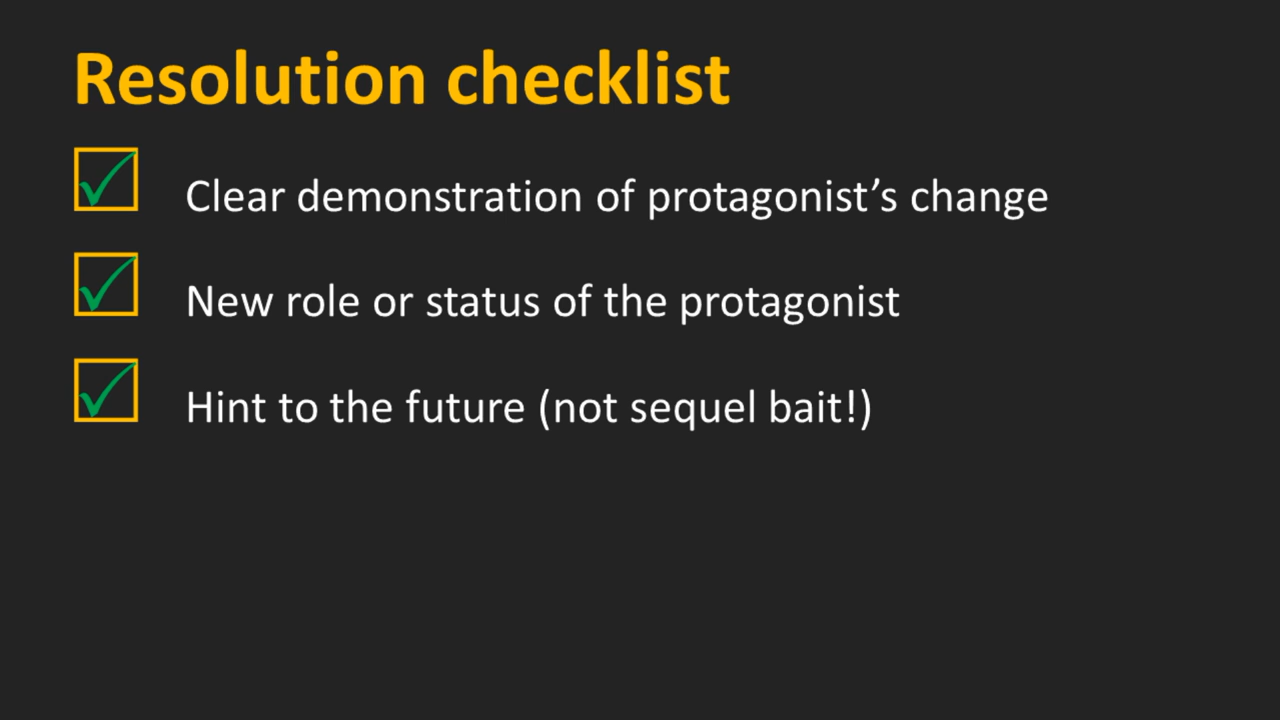 Resolution checklist
Clear demonstration of protagonist’s change
New role or status of the protagonist
Hint to the future (not sequel bait!)